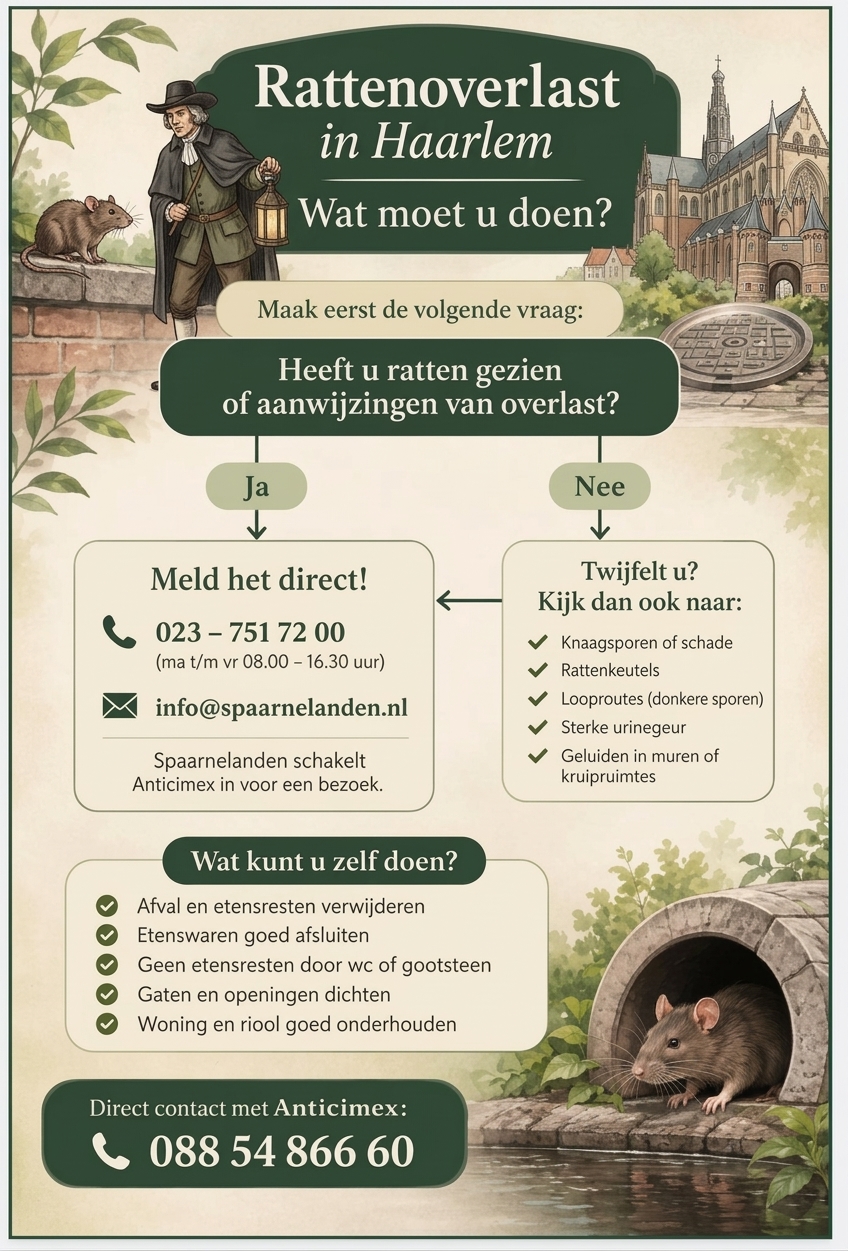 Rattenoverlast
in Haarlem
Wat moet u doen?
Maak eerst de volgende vraag:
Heeft u ratten gezien
of aanwijzingen van overlast?
Ja
Nee
Meld het direct!
023 – 751 72 00
(ma t/m vr 08.00 – 16.30 uur)
info@spaarnelanden.nl
Spaarnelanden schakelt
Anticimex in voor een bezoek.
Twijfelt u?
Kijk dan ook naar:
Knaagsporen of schade
Rattenkeutels
Looproutes (donkere sporen)
Sterke urinegeur
Geluiden in muren of
kruipruimtes
Wat kunt u zelf doen?
Afval en etensresten verwijderen
Etenswaren goed afsluiten
Geen etensresten door wc of gootsteen
Gaten en openingen dichten
Woning en riool goed onderhouden
Direct contact met Anticimex:
088 54 866 60